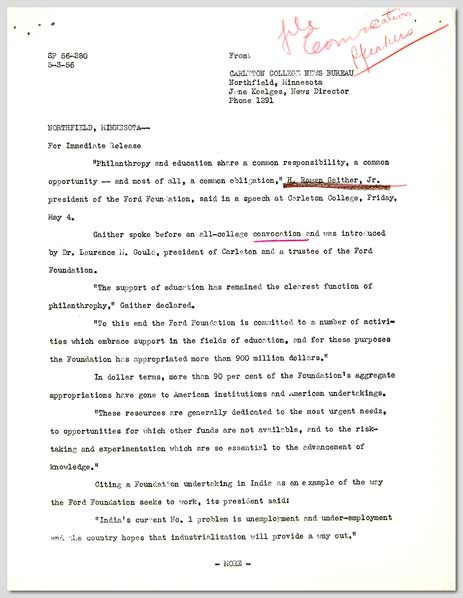 file
Convocation
Speakers
SP 56-280
5-3-56
From:
CARLETON COLLEGE NEWS BUREAU
Northfield, Minnesota
Jane Koelges, News Director
Phone 1291
NORTHFIELD, MINNESOTA--
For Immediate Release
"Philanthropy and education share a common responsibility, a common
opportunity -- and most of all, a common obligation," H. Rowan Gaither, Jr.
president of the Ford Foundation, said in a speech at Carleton College, Friday,
May 4.
Gaither spoke before an all-college convocation and was introduced
by Dr. Laurence M. Gould, president of Carleton and a trustee of the Ford
Foundation.
"The support of education has remained the clearest function of
philanthropy," Gaither declared.
"To this end the Ford Foundation is committed to a number of activi-
ties which embrace support in the fields of education, and for these purposes
the Foundation has appropriated more than 900 million dollars."
In dollar terms, more than 90 per cent of the Foundation's aggregate
appropriations have gone to American institutions and American undertakings.
"These resources are generally dedicated to the most urgent needs,
to opportunities for which other funds are not available, and to the risk-
taking and experimentation which are so essential to the advancement of
knowledge."
Citing a Foundation undertaking in India as an example of the way
the Ford Foundation seeks to work, its president said:
"India's current No. 1 problem is unemployment and under-employment
and the country hopes that industrialization will provide a way out."
- MORE -